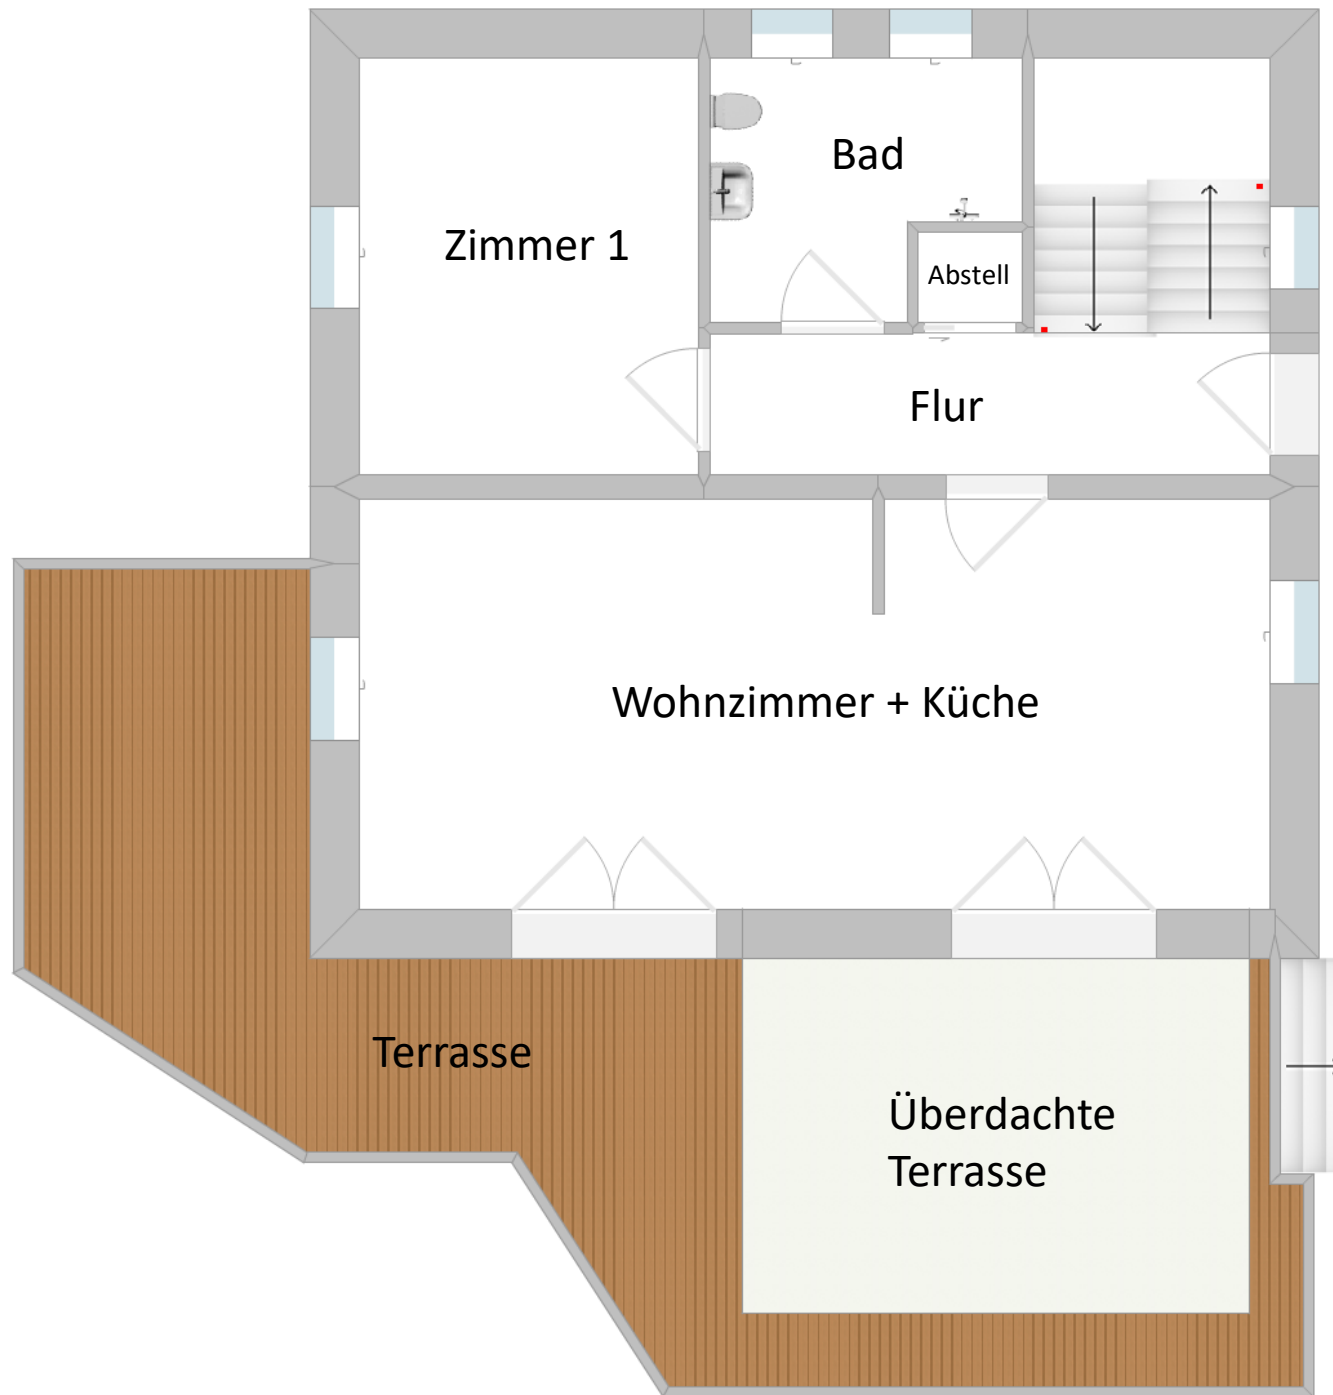 Bad
Zimmer 1
Abstell
Flur
Wohnzimmer + Küche
Terrasse
Überdachte
Terrasse